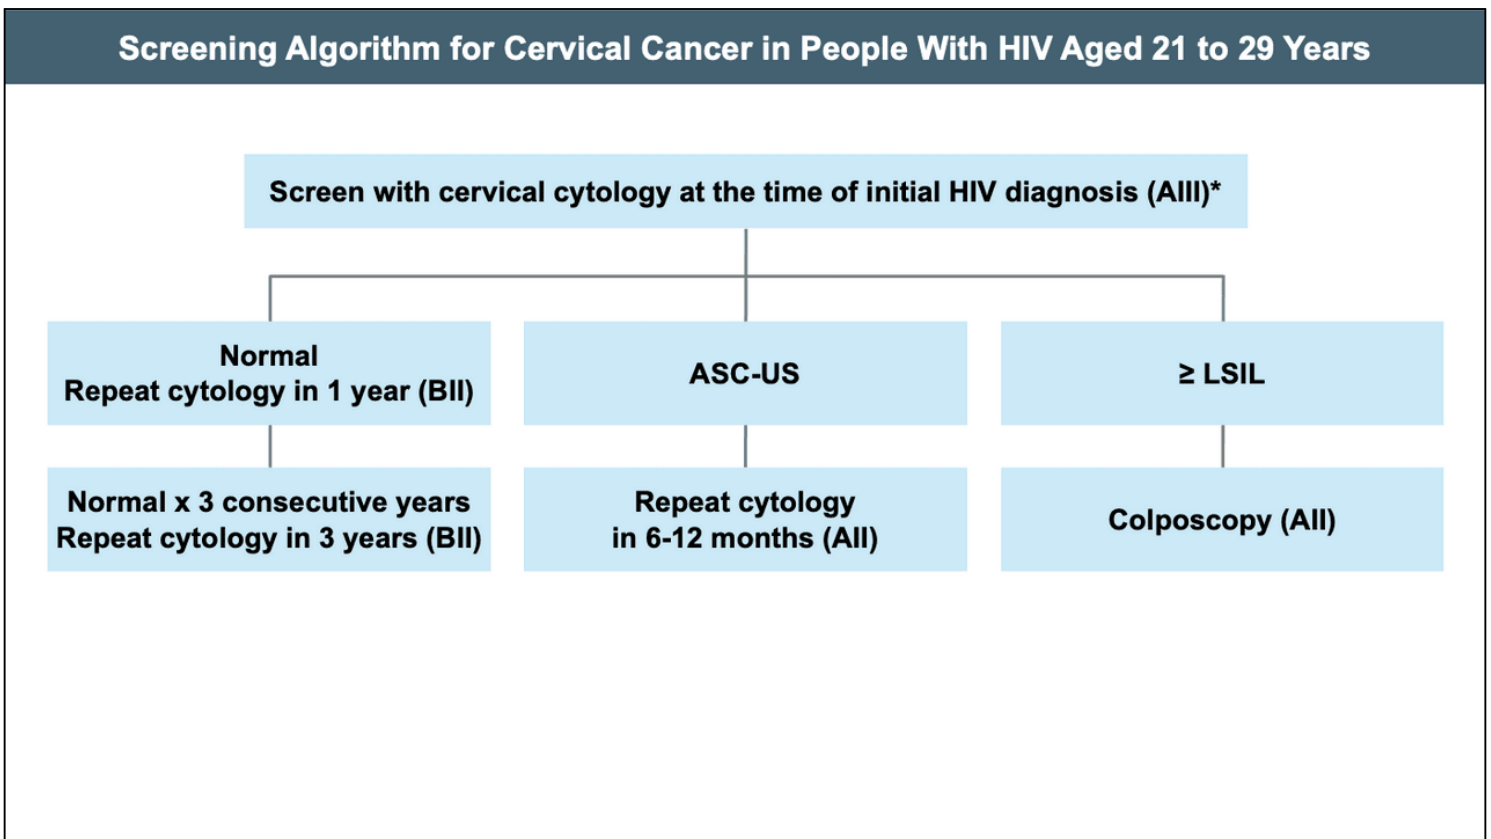 Screening Algorithm for Cervical Cancer in People With HIV Aged 21 to 29 Years
Screen with cervical cytology at the time of initial HIV diagnosis (AIII)*
Normal
Repeat cytology in 1 year (BII)
ASC-US
≥ LSIL
Normal x 3 consecutive years
Repeat cytology in 3 years (BII)
Repeat cytology
in 6-12 months (AII)
Colposcopy (AII)